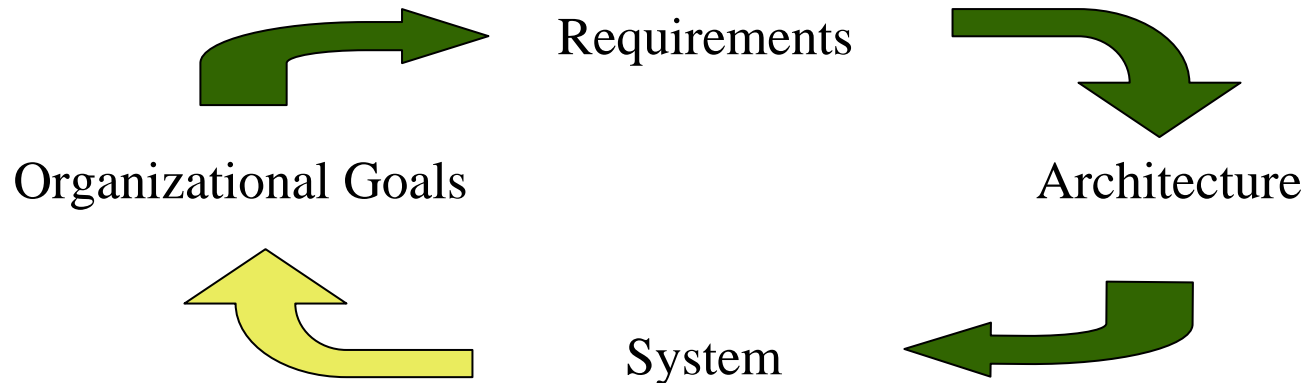 Requirements
Organizational Goals
Architecture
System